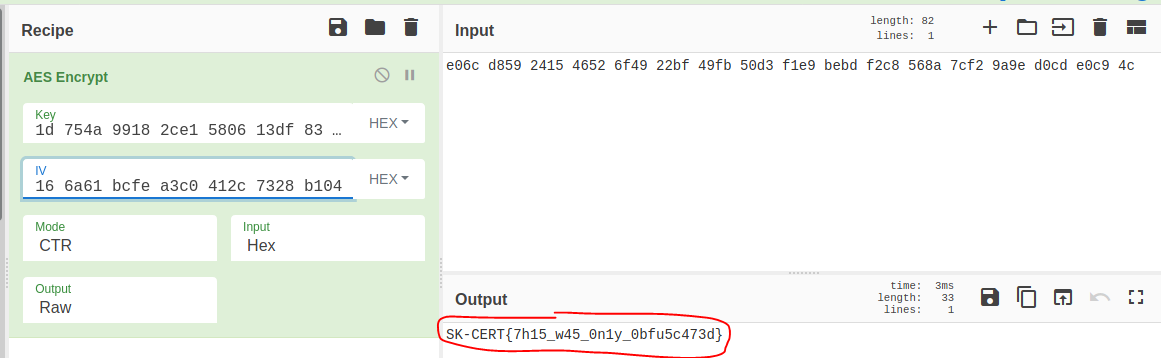 Recipe
AES Encrypt
Key
1d 754a 9918 2ce1 5806 13df 83 …
HEX
IV
16 6a61 bcfe a3c0 412c 7328 b104
HEX
Mode
CTR
Input
Hex
Output
Raw
Input
length: 82
lines: 1
e06c d859 2415 4652 6f49 22bf 49fb 50d3 f1e9 bebd f2c8 568a 7cf2 9a9e d0cd e0c9 4c
Output
time: 3ms
length: 33
lines: 1
SK-CERT{7h15_w45_0n1y_0bfu5c473d}